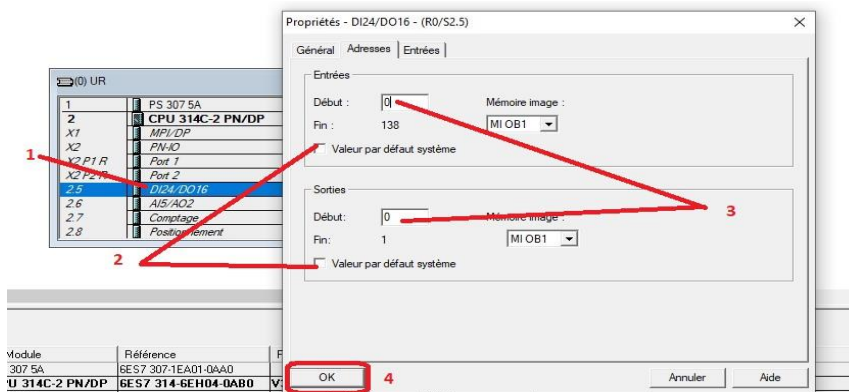 Propriétés - DI24/DO16 - (R0/S2.5)
Général Adresses Entrées
Entrées
Début : 0 Mémoire image :
Fin : 138 MI OB1
Valeur par défaut système
Sorties
Début: 0 Mémoire image :
Fin: 1 MI OB1
Valeur par défaut système
OK Annuler Aide
(0) UR
1 PS 307 5A
2 CPU 314C-2 PN/DP
X1 MPI/DP
X2 PN-IO
X2 P1 R Port 1
X2 P2 R Port 2
2.5 DI24/DO16
2.6 AI5/AO2
2.7 Comptage
2.8 Positionnement
1
2
3
4
Module Référence F
307 5A 6ES7 307-1EA01-0AA0
U 314C-2 PN/DP 6ES7 314-6EH04-0AB0 V